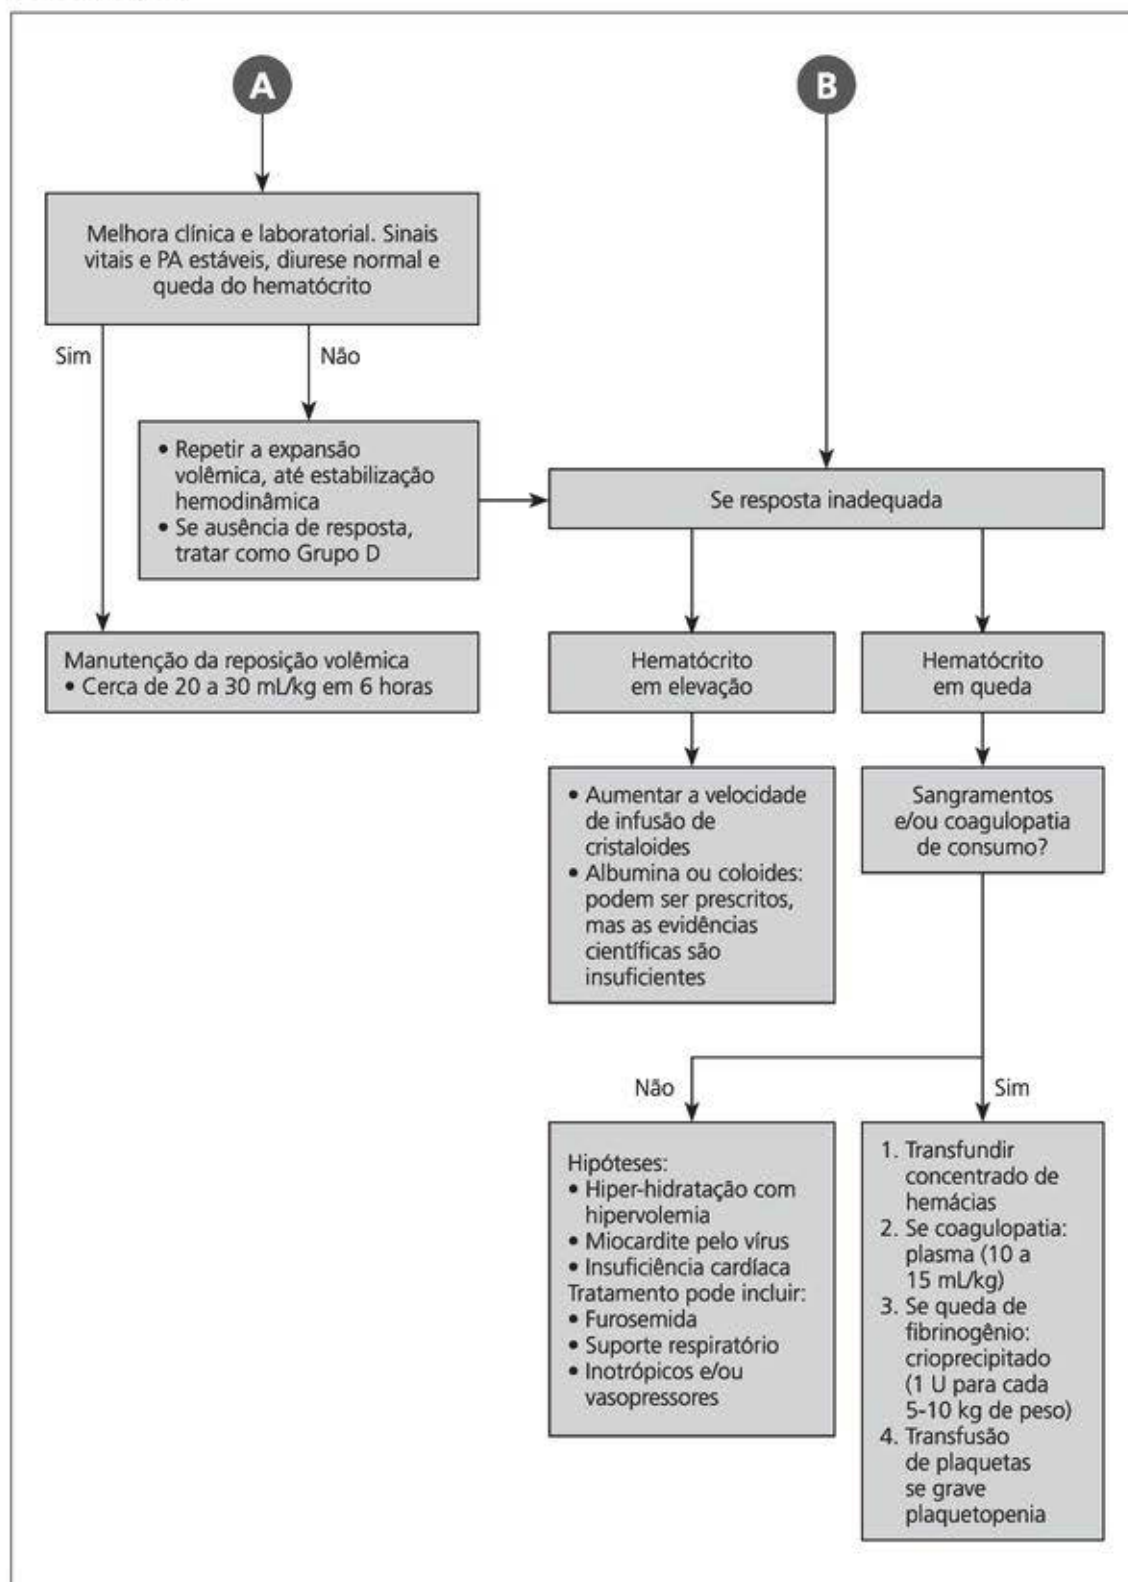 A
B
Melhora clínica e laboratorial. Sinais
vitais e PA estáveis, diurese normal e
queda do hematócrito
Sim
Não
• Repetir a expansão
volêmica, até estabilização
hemodinâmica
• Se ausência de resposta,
tratar como Grupo D
Se resposta inadequada
Manutenção da reposição volêmica
• Cerca de 20 a 30 mL/kg em 6 horas
Hematócrito
em elevação
Hematócrito
em queda
• Aumentar a velocidade
de infusão de
cristaloides
• Albumina ou coloides:
podem ser prescritos,
mas as evidências
científicas são
insuficientes
Sangramentos
e/ou coagulopatia
de consumo?
Não
Sim
Hipóteses:
• Hiper-hidratação com
hipervolemia
• Miocardite pelo vírus
• Insuficiência cardíaca
Tratamento pode incluir:
• Furosemida
• Suporte respiratório
• Inotrópicos e/ou
vasopressores
1. Transfundir
concentrado de
hemácias
2. Se coagulopatia:
plasma (10 a
15 mL/kg)
3. Se queda de
fibrinogênio:
crioprecipitado
(1 U para cada
5-10 kg de peso)
4. Transfusão
de plaquetas
se grave
plaquetopenia